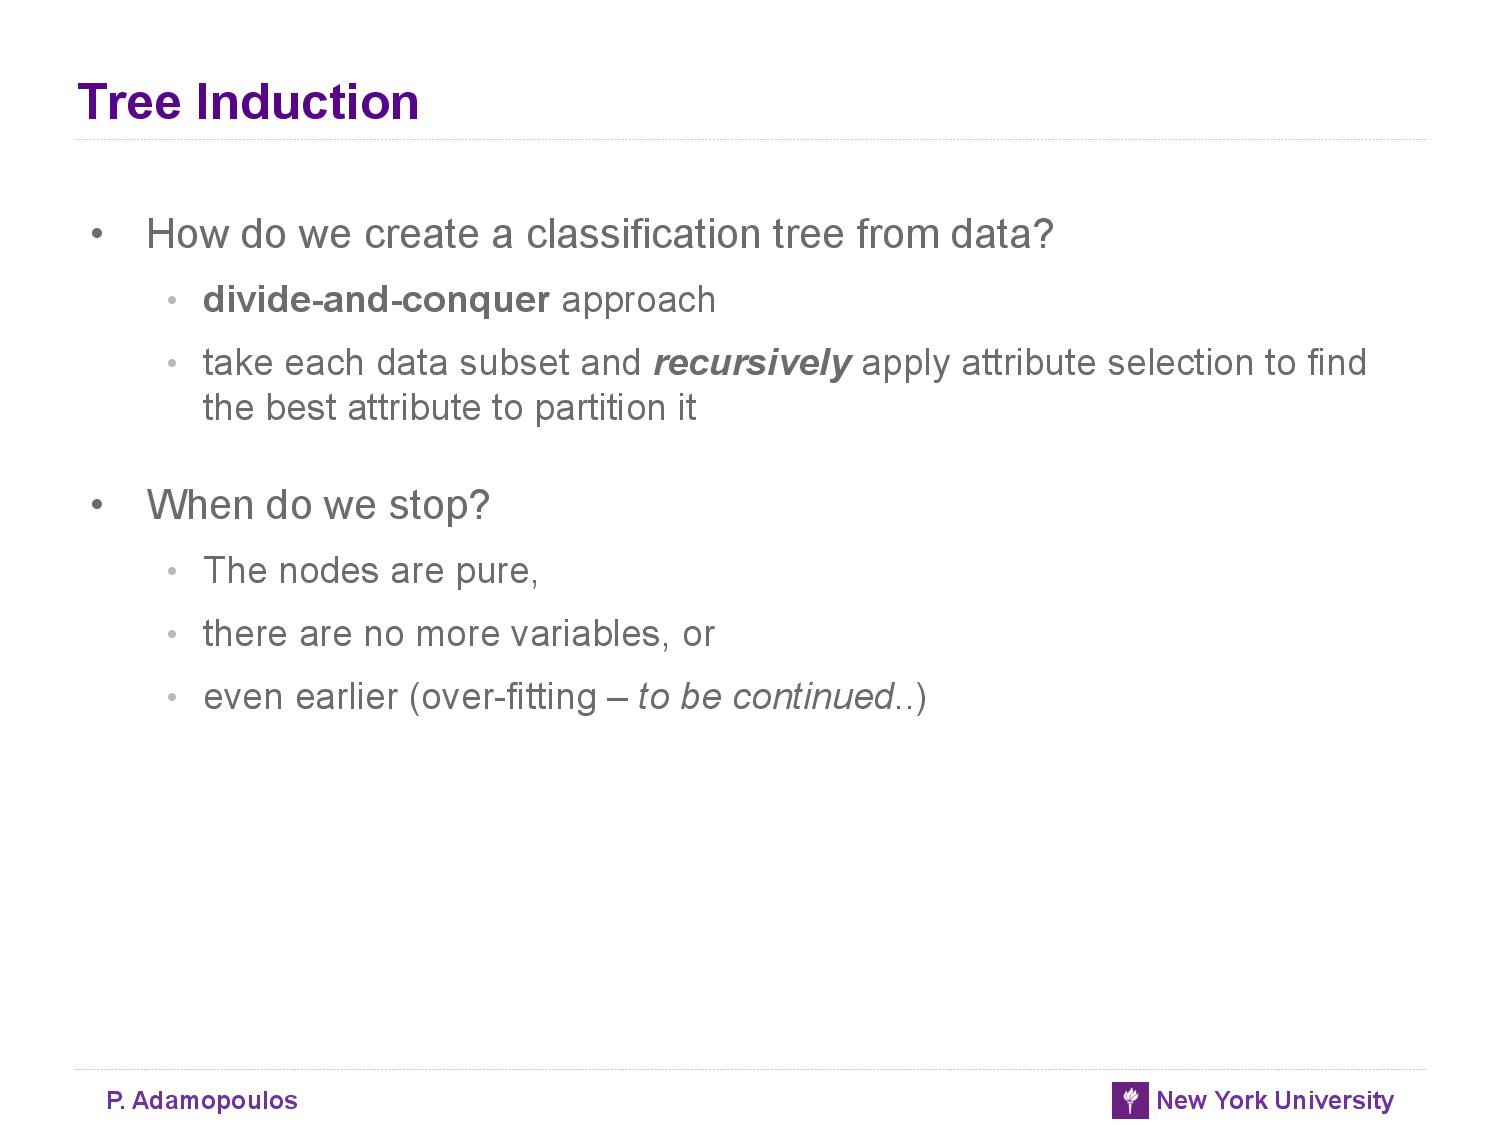 Tree Induction
• How do we create a classification tree from data?
• divide-and-conquer approach
• take each data subset and recursively apply attribute selection to find
the best attribute to partition it
• When do we stop?
• The nodes are pure,
• there are no more variables, or
• even earlier (over-fitting – to be continued..)
P. Adamopoulos
New York University